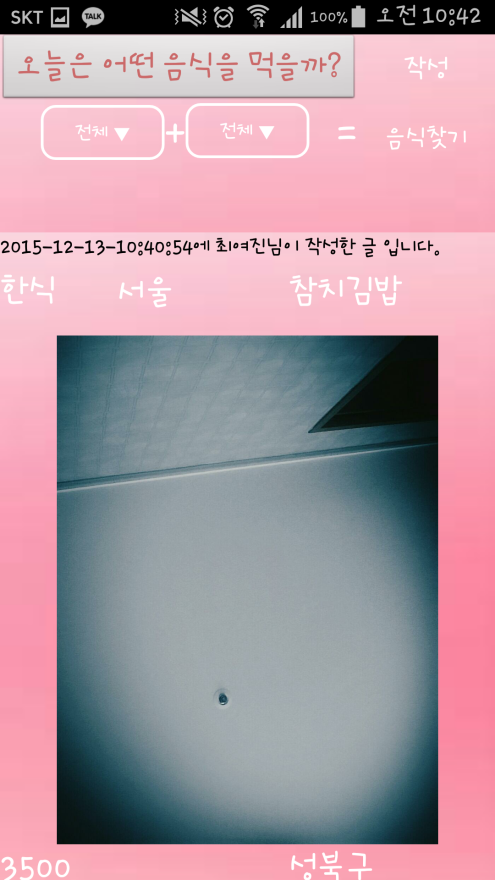 SKT TALK 100% 오전 10:42
오늘은 어떤 음식을 먹을까? 작성
전체 ▼ + 전체 ▼ = 음식찾기
2015-12-13-10:40:54에 최여진님이 작성한 글 입니다.
한식 서울 참치김밥
3500 성북구